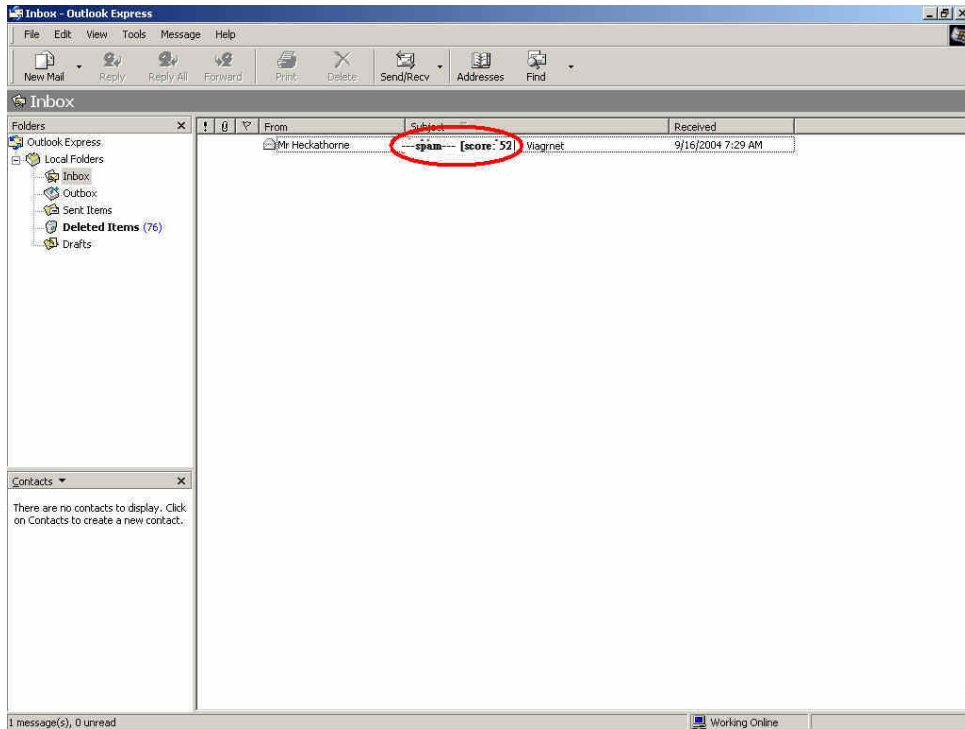 Inbox - Outlook Express
File Edit View Tools Message Help
New Mail Reply Reply All Forward Print Delete Send/Recv Addresses Find
Inbox
Folders
Outlook Express
Local Folders
Inbox
Outbox
Sent Items
Deleted Items (76)
Drafts
! From Subject Received
Mr Heckathorne ---spam--- [score: 52] Viagrnet 9/16/2004 7:29 AM
Contacts
There are no contacts to display. Click
on Contacts to create a new contact.
1 message(s), 0 unread
Working Online